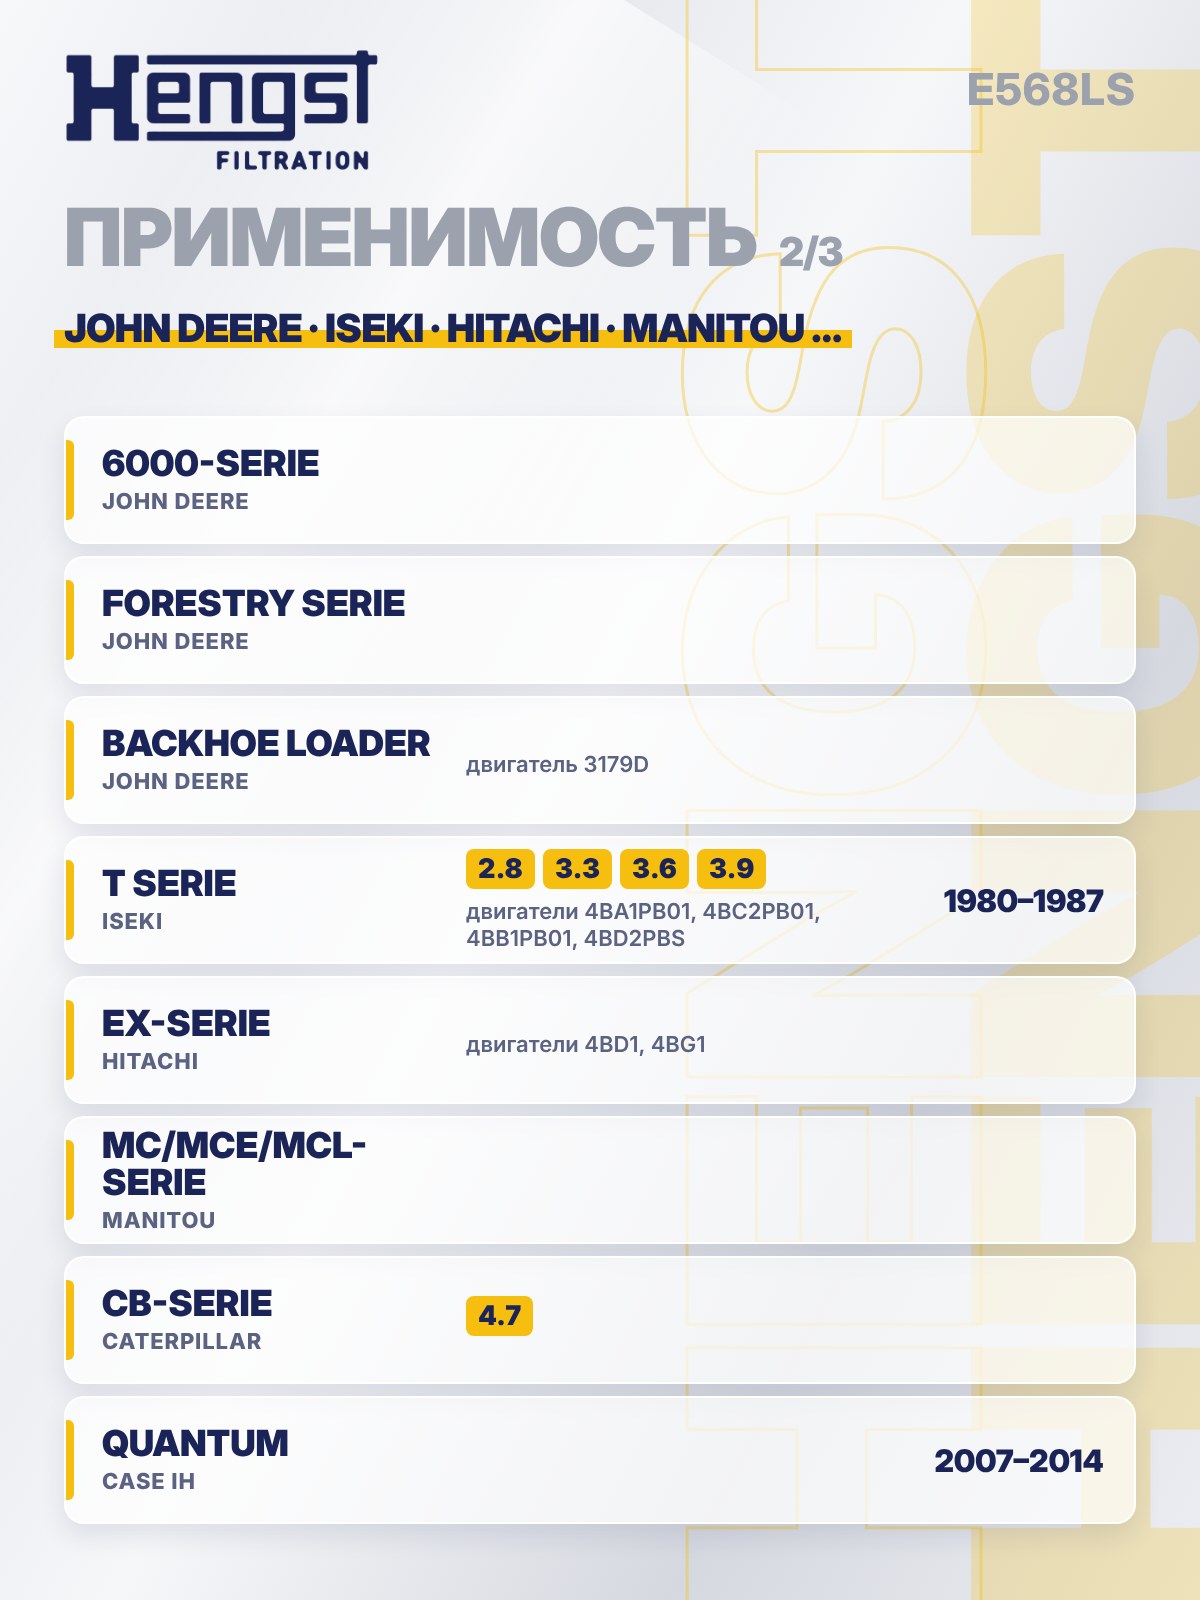 Hengst
FILTRATION
E568LS
ПРИМЕНИМОСТЬ 2/3
JOHN DEERE · ISEKI · HITACHI · MANITOU ...
6000-SERIE
JOHN DEERE
FORESTRY SERIE
JOHN DEERE
BACKHOE LOADER
JOHN DEERE
двигатель 3179D
T SERIE
ISEKI
2.8 3.3 3.6 3.9
двигатели 4BA1PB01, 4BC2PB01,
4BB1PB01, 4BD2PBS
1980–1987
EX-SERIE
HITACHI
двигатели 4BD1, 4BG1
MC/MCE/MCL-
SERIE
MANITOU
CB-SERIE
CATERPILLAR
4.7
QUANTUM
CASE IH
2007–2014
HENGST
HENGST